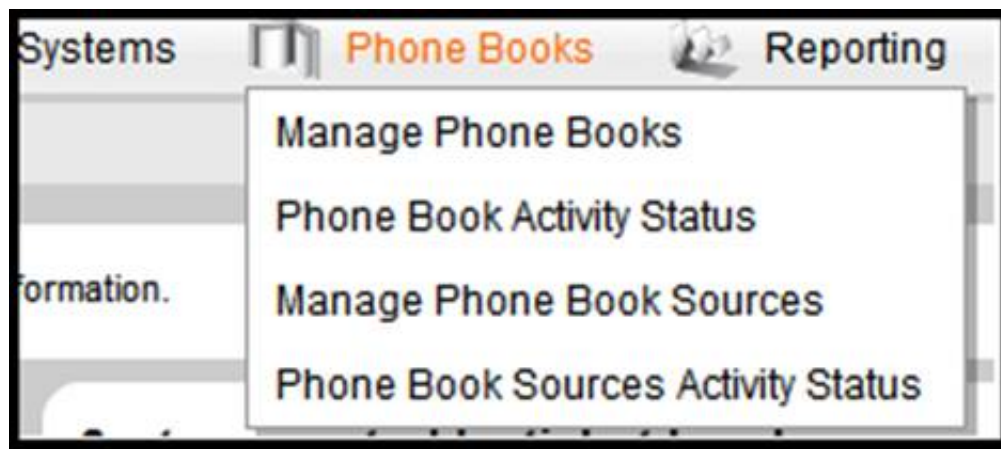 Systems Phone Books Reporting
Manage Phone Books
Phone Book Activity Status
Manage Phone Book Sources
formation.
Phone Book Sources Activity Status